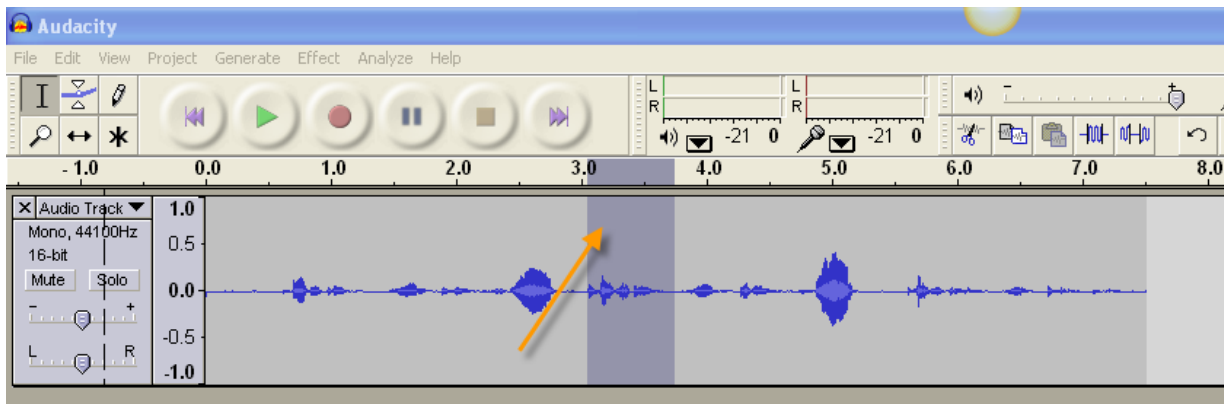 Audacity
File Edit View Project Generate Effect Analyze Help
L
R
-21 0
L
R
-21 0
- +
- 1.0 0.0 1.0 2.0 3.0 4.0 5.0 6.0 7.0 8.0
X Audio Track
Mono, 44100Hz
16-bit
Mute Solo
- +
L R
1.0
0.5
0.0
-0.5
-1.0